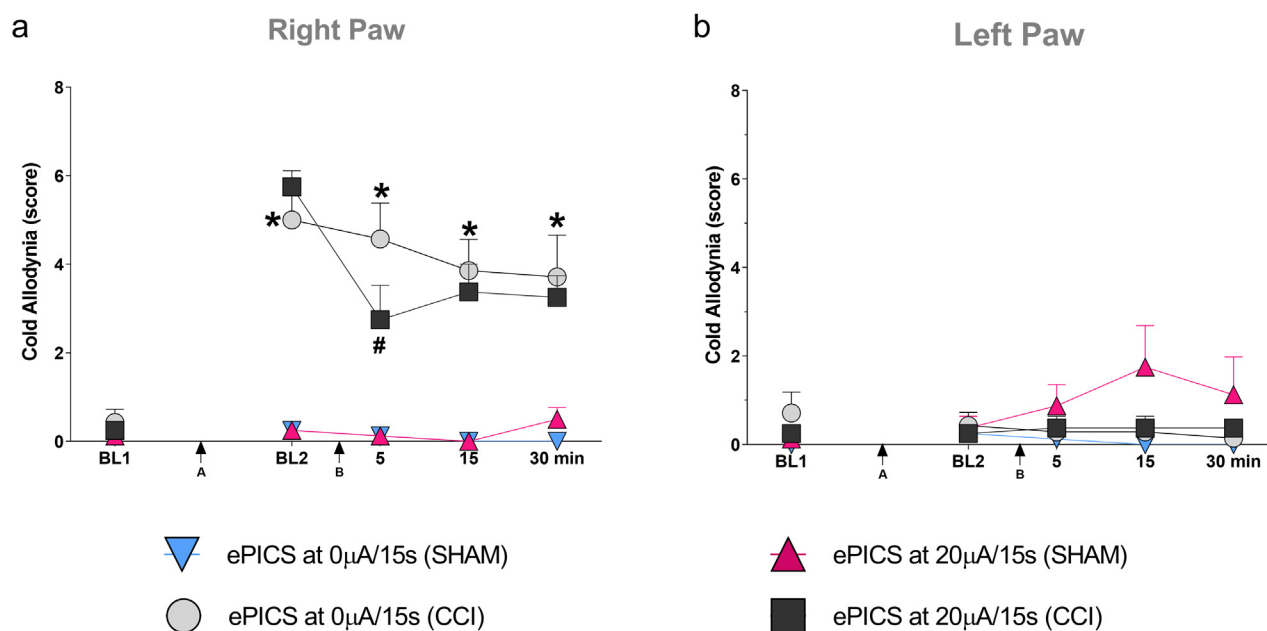 a
Right Paw
Cold Allodynia (score)
8
6
4
2
0
*
*
*
*
#
BL1
A
BL2
B
5
15
30 min
b
Left Paw
Cold Allodynia (score)
8
6
4
2
0
BL1
A
BL2
B
5
15
30 min
ePICS at 0μA/15s (SHAM)
ePICS at 20μA/15s (SHAM)
ePICS at 0μA/15s (CCI)
ePICS at 20μA/15s (CCI)